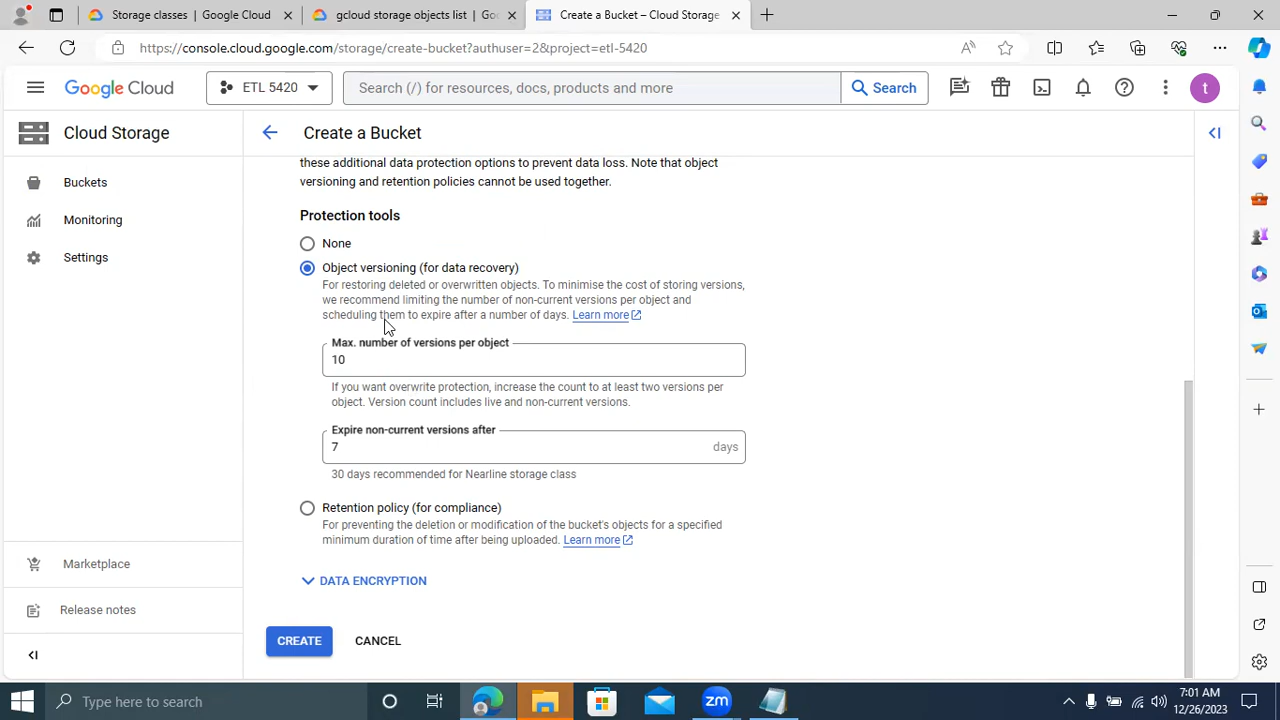 Storage classes | Google Cloud
gcloud storage objects list | Goo
Create a Bucket – Cloud Storage
https://console.cloud.google.com/storage/create-bucket?authuser=2&project=etl-5420
Google Cloud
ETL 5420
Search (/) for resources, docs, products and more
Search
t
Cloud Storage
Create a Bucket
Buckets
Monitoring
Settings
Marketplace
Release notes
these additional data protection options to prevent data loss. Note that object
versioning and retention policies cannot be used together.
Protection tools
None
Object versioning (for data recovery)
For restoring deleted or overwritten objects. To minimise the cost of storing versions,
we recommend limiting the number of non-current versions per object and
scheduling them to expire after a number of days. Learn more
Max. number of versions per object
10
If you want overwrite protection, increase the count to at least two versions per
object. Version count includes live and non-current versions.
Expire non-current versions after
7 days
30 days recommended for Nearline storage class
Retention policy (for compliance)
For preventing the deletion or modification of the bucket's objects for a specified
minimum duration of time after being uploaded. Learn more
DATA ENCRYPTION
CREATE
CANCEL
Type here to search
zm
7:01 AM
12/26/2023